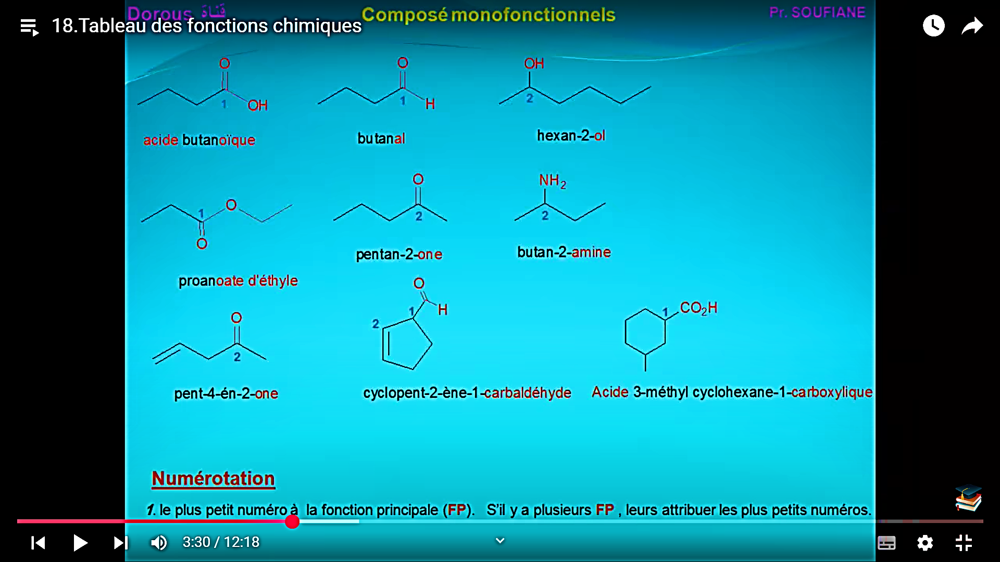 Dorous قناة
Composé monofonctionnels
Pr. SOUFIANE
18.Tableau des fonctions chimiques
O
1
OH
acide butanoïque
O
1
H
butanal
OH
2
hexan-2-ol
1
O
O
proanoate d'éthyle
O
2
pentan-2-one
NH2
2
butan-2-amine
O
2
pent-4-én-2-one
O
H
1
2
cyclopent-2-ène-1-carbaldéhyde
1
CO2H
Acide 3-méthyl cyclohexane-1-carboxylique
Numérotation
1. le plus petit numéro à la fonction principale (FP). S'il y a plusieurs FP , leurs attribuer les plus petits numéros.
3:30 / 12:18